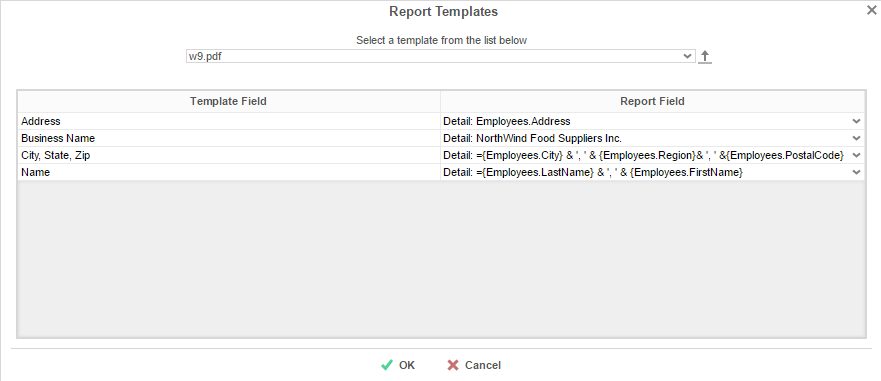 Report Templates
Select a template from the list below
w9.pdf
Template Field Report Field
Address Detail: Employees.Address
Business Name Detail: NorthWind Food Suppliers Inc.
City, State, Zip Detail: ={Employees.City} & ', ' & {Employees.Region}& ', ' &{Employees.PostalCode}
Name Detail: ={Employees.LastName} & ', ' & {Employees.FirstName}
OK Cancel